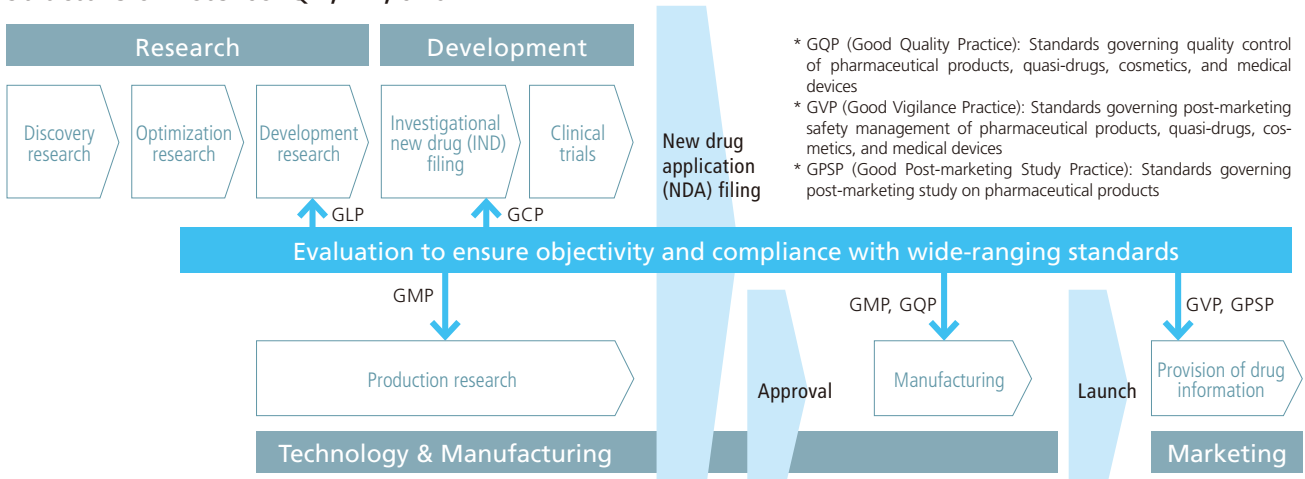 Research
Development
* GQP (Good Quality Practice): Standards governing quality control
of pharmaceutical products, quasi-drugs, cosmetics, and medical
devices
* GVP (Good Vigilance Practice): Standards governing post-marketing
safety management of pharmaceutical products, quasi-drugs, cos-
metics, and medical devices
* GPSP (Good Post-marketing Study Practice): Standards governing
post-marketing study on pharmaceutical products
Discovery
research
Optimization
research
Development
research
Investigational
new drug (IND)
filing
Clinical
trials
New drug
application
(NDA) filing
GLP
GCP
Evaluation to ensure objectivity and compliance with wide-ranging standards
GMP
GMP, GQP
GVP, GPSP
Production research
Approval
Manufacturing
Launch
Provision of drug
information
Technology & Manufacturing
Marketing